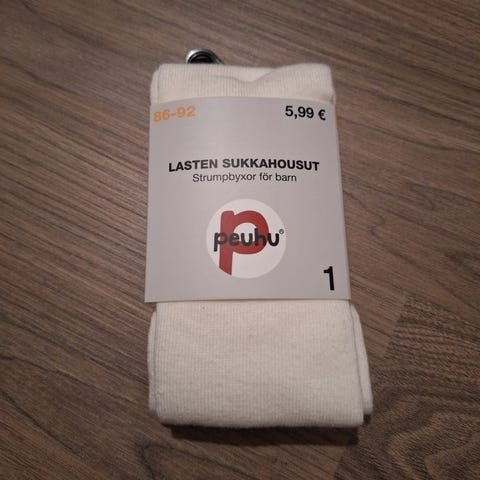 86-92 5,99 €
LASTEN SUKKAHOUSUT
Strumpbyxor för barn
p
peuhu®
1